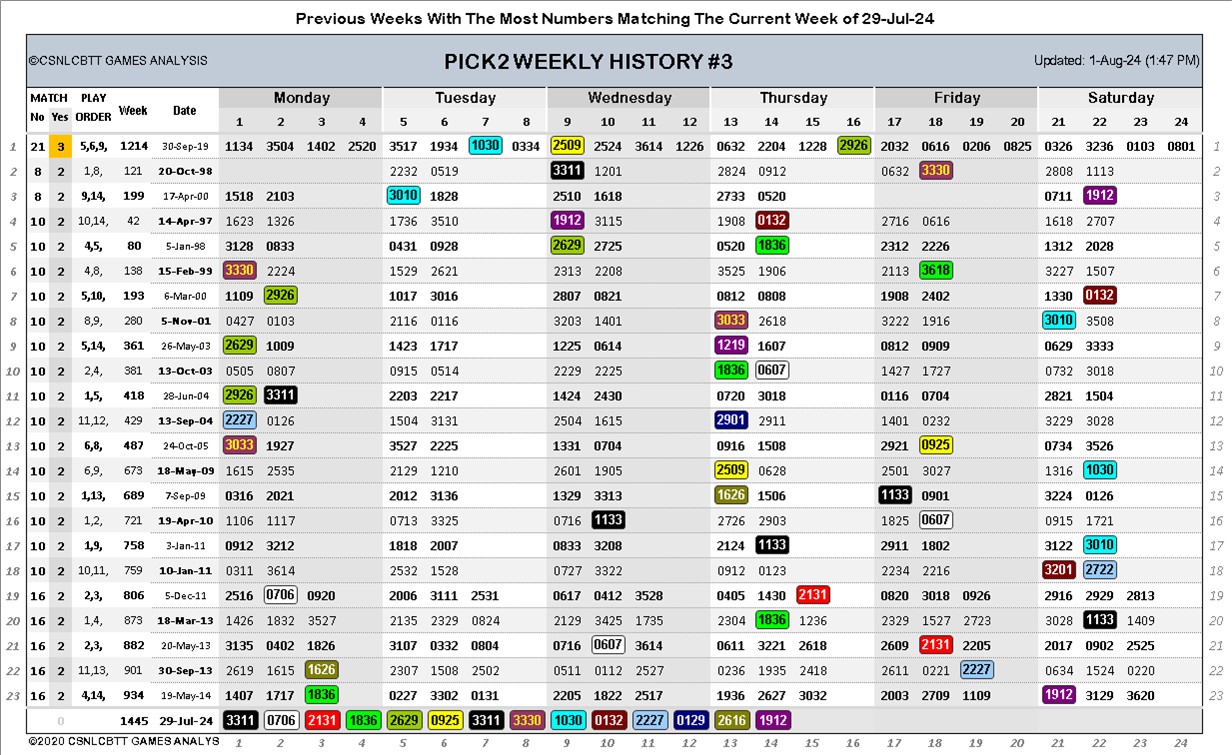 Previous Weeks With The Most Numbers Matching The Current Week of 29-Jul-24
©CSNLCBTT GAMES ANALYSIS PICK2 WEEKLY HISTORY #3 Updated: 1-Aug-24 (1:47 PM)
MATCH PLAY Week Date Monday Tuesday Wednesday Thursday Friday Saturday
No Yes ORDER 1 2 3 4 5 6 7 8 9 10 11 12 13 14 15 16 17 18 19 20 21 22 23 24
1 21 3 5,6,9, 1214 30-Sep-19 1134 3504 1402 2520 3517 1934 1030 0334 2509 2524 3614 1226 0632 2204 1228 2926 2032 0616 0206 0825 0326 3236 0103 0801 1
2 8 2 1,8, 121 20-Oct-98 2232 0519 3311 1201 2824 0912 0632 3330 2808 1113 2
3 8 2 9,14, 199 17-Apr-00 1518 2103 3010 1828 2510 1618 2733 0520 0711 1912 3
4 10 2 10,14, 42 14-Apr-97 1623 1326 1736 3510 1912 3115 1908 0132 2716 0616 1618 2707 4
5 10 2 4,5, 80 5-Jan-98 3128 0833 0431 0928 2629 2725 0520 1836 2312 2226 1312 2028 5
6 10 2 4,8, 138 15-Feb-99 3330 2224 1529 2621 2313 2208 3525 1906 2113 3618 3227 1507 6
7 10 2 5,10, 193 6-Mar-00 1109 2926 1017 3016 2807 0821 0812 0808 1908 2402 1330 0132 7
8 10 2 8,9, 280 5-Nov-01 0427 0103 2116 0116 3203 1401 3033 2618 3222 1916 3010 3508 8
9 10 2 5,14, 361 26-May-03 2629 1009 1423 1717 1225 0614 1219 1607 0812 0909 0629 3333 9
10 10 2 2,4, 381 13-Oct-03 0505 0807 0915 0514 2229 2225 1836 0607 1427 1727 0732 3018 10
11 10 2 1,5, 418 28-Jun-04 2926 3311 2203 2217 1424 2430 0720 3018 0116 0704 2821 1504 11
12 10 2 11,12, 429 13-Sep-04 2227 0126 1504 3131 2504 1615 2901 2911 1401 0232 3229 3028 12
13 10 2 6,8, 487 24-Oct-05 3033 1927 3527 2225 1331 0704 0916 1508 2921 0925 0734 3526 13
14 10 2 6,9, 673 18-May-09 1615 2535 2129 1210 2601 1905 2509 0628 2501 3027 1316 1030 14
15 10 2 1,13, 689 7-Sep-09 0316 2021 2012 3136 1329 3313 1626 1506 1133 0901 3224 0126 15
16 10 2 1,2, 721 19-Apr-10 1106 1117 0713 3325 0716 1133 2726 2903 1825 0607 0915 1721 16
17 10 2 1,9, 758 3-Jan-11 0912 3212 1818 2007 0833 3208 2124 1133 2911 1802 3122 3010 17
18 10 2 10,11, 759 10-Jan-11 0311 3614 2532 1528 0727 3322 0912 0123 2234 2216 3201 2722 18
19 16 2 2,3, 806 5-Dec-11 2516 0706 0920 2006 3111 2531 0617 0412 3528 0405 1430 2131 0820 3018 0926 2916 2929 2813 19
20 16 2 1,4, 873 18-Mar-13 1426 1832 3527 2135 2329 0824 2129 3425 1735 2304 1836 1236 2329 1527 2723 3028 1133 1409 20
21 16 2 2,3, 882 20-May-13 3135 0402 1826 3107 0332 0804 0716 0607 3614 0611 3221 2618 2609 2131 2205 2017 0902 2525 21
22 16 2 11,13, 901 30-Sep-13 2619 1615 1626 2307 1508 2502 0511 0112 2527 0236 1935 2418 2611 0221 2227 0634 1524 0220 22
23 16 2 4,14, 934 19-May-14 1407 1717 1836 0227 3302 0131 2205 1822 2517 1936 2627 3032 2003 2709 1109 1912 3129 3620 23
0 1445 29-Jul-24 3311 0706 2131 1836 2629 0925 3311 3330 1030 0132 2227 0129 2616 1912
©2020 CSNLCBTT GAMES ANALYS 1 2 3 4 5 6 7 8 9 10 11 12 13 14 15 16 17 18 19 20 21 22 23 24